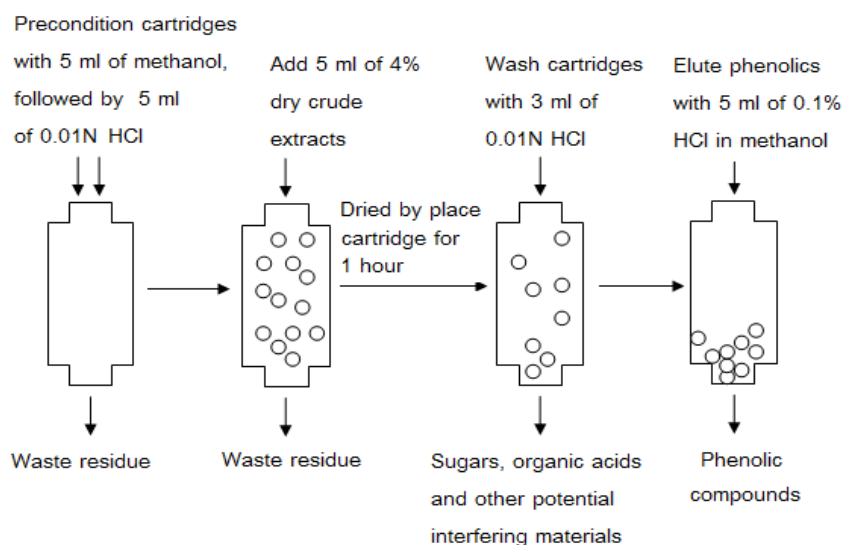 Precondition cartridges
with 5 ml of methanol,
followed by 5 ml
of 0.01N HCl
Add 5 ml of 4%
dry crude
extracts
Wash cartridges
with 3 ml of
0.01N HCl
Elute phenolics
with 5 ml of 0.1%
HCl in methanol
Dried by place
cartridge for
1 hour
Waste residue
Waste residue
Sugars, organic acids
and other potential
interfering materials
Phenolic
compounds